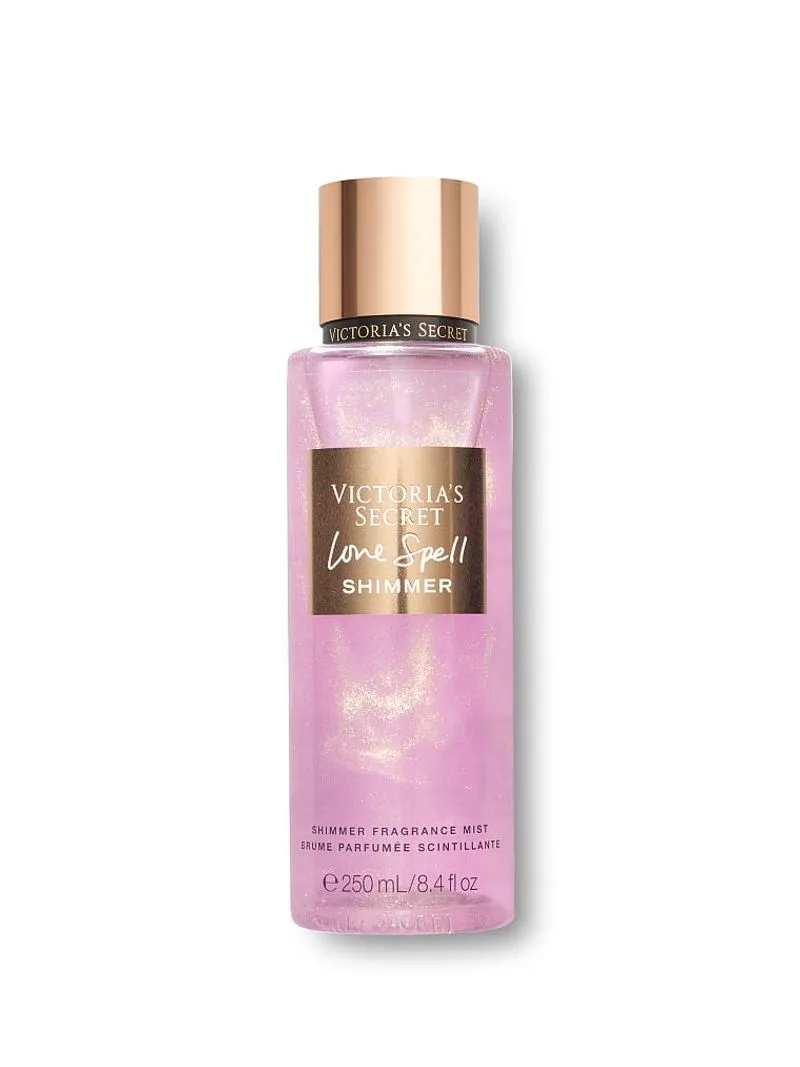 VICTORIA'S SECRET
VICTORIA'S
SECRET
Love Spell
SHIMMER
SHIMMER FRAGRANCE MIST
BRUME PARFUMÉE SCINTILLANTE
℮ 250 mL/8.4 fl oz